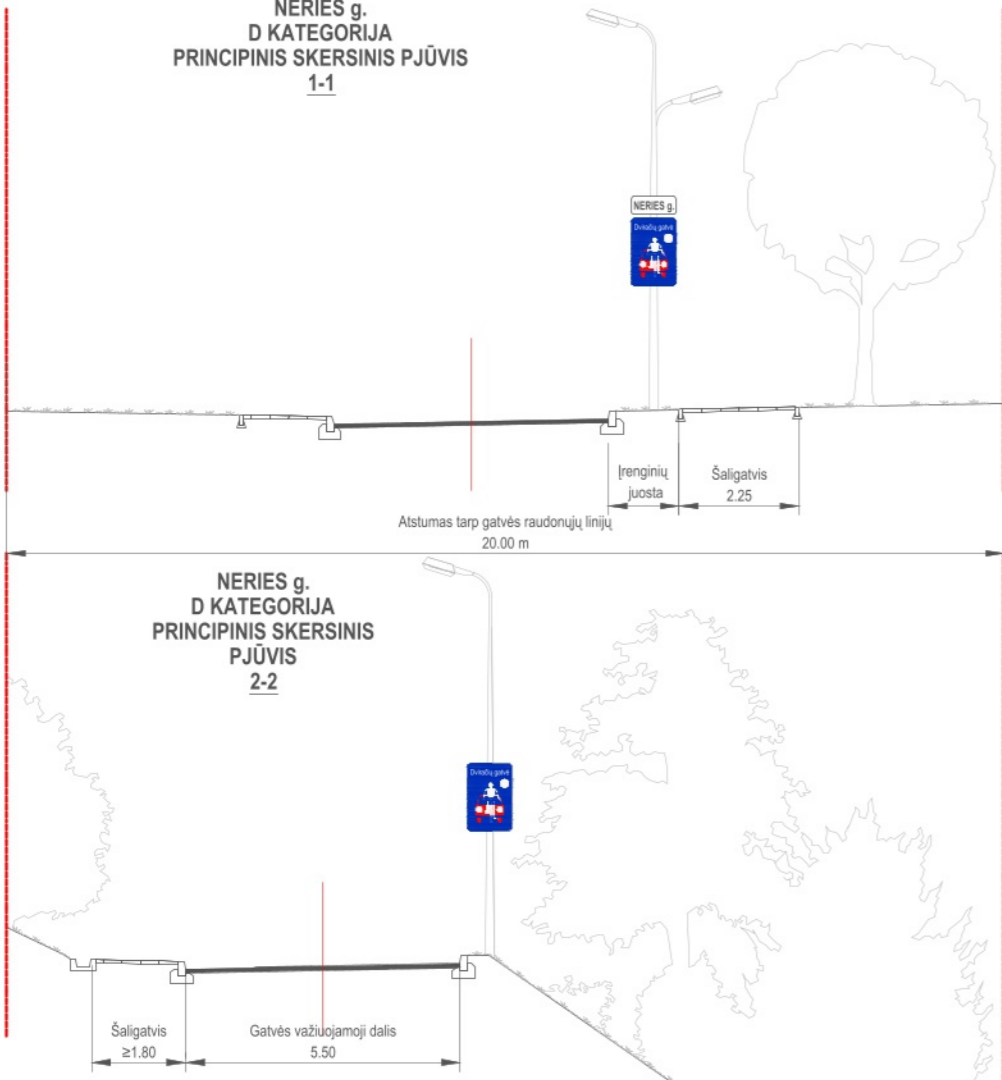 NERIES g.
D KATEGORIJA
PRINCIPINIS SKERSINIS PJŪVIS
1-1
NERIES g.
Dviračių gatvė
Įrenginių
juosta
Šaligatvis
2.25
Atstumas tarp gatvės raudonųjų linijų
20.00 m
NERIES g.
D KATEGORIJA
PRINCIPINIS SKERSINIS
PJŪVIS
2-2
Dviračių gatvė
Šaligatvis
≥1.80
Gatvės važiuojamoji dalis
5.50